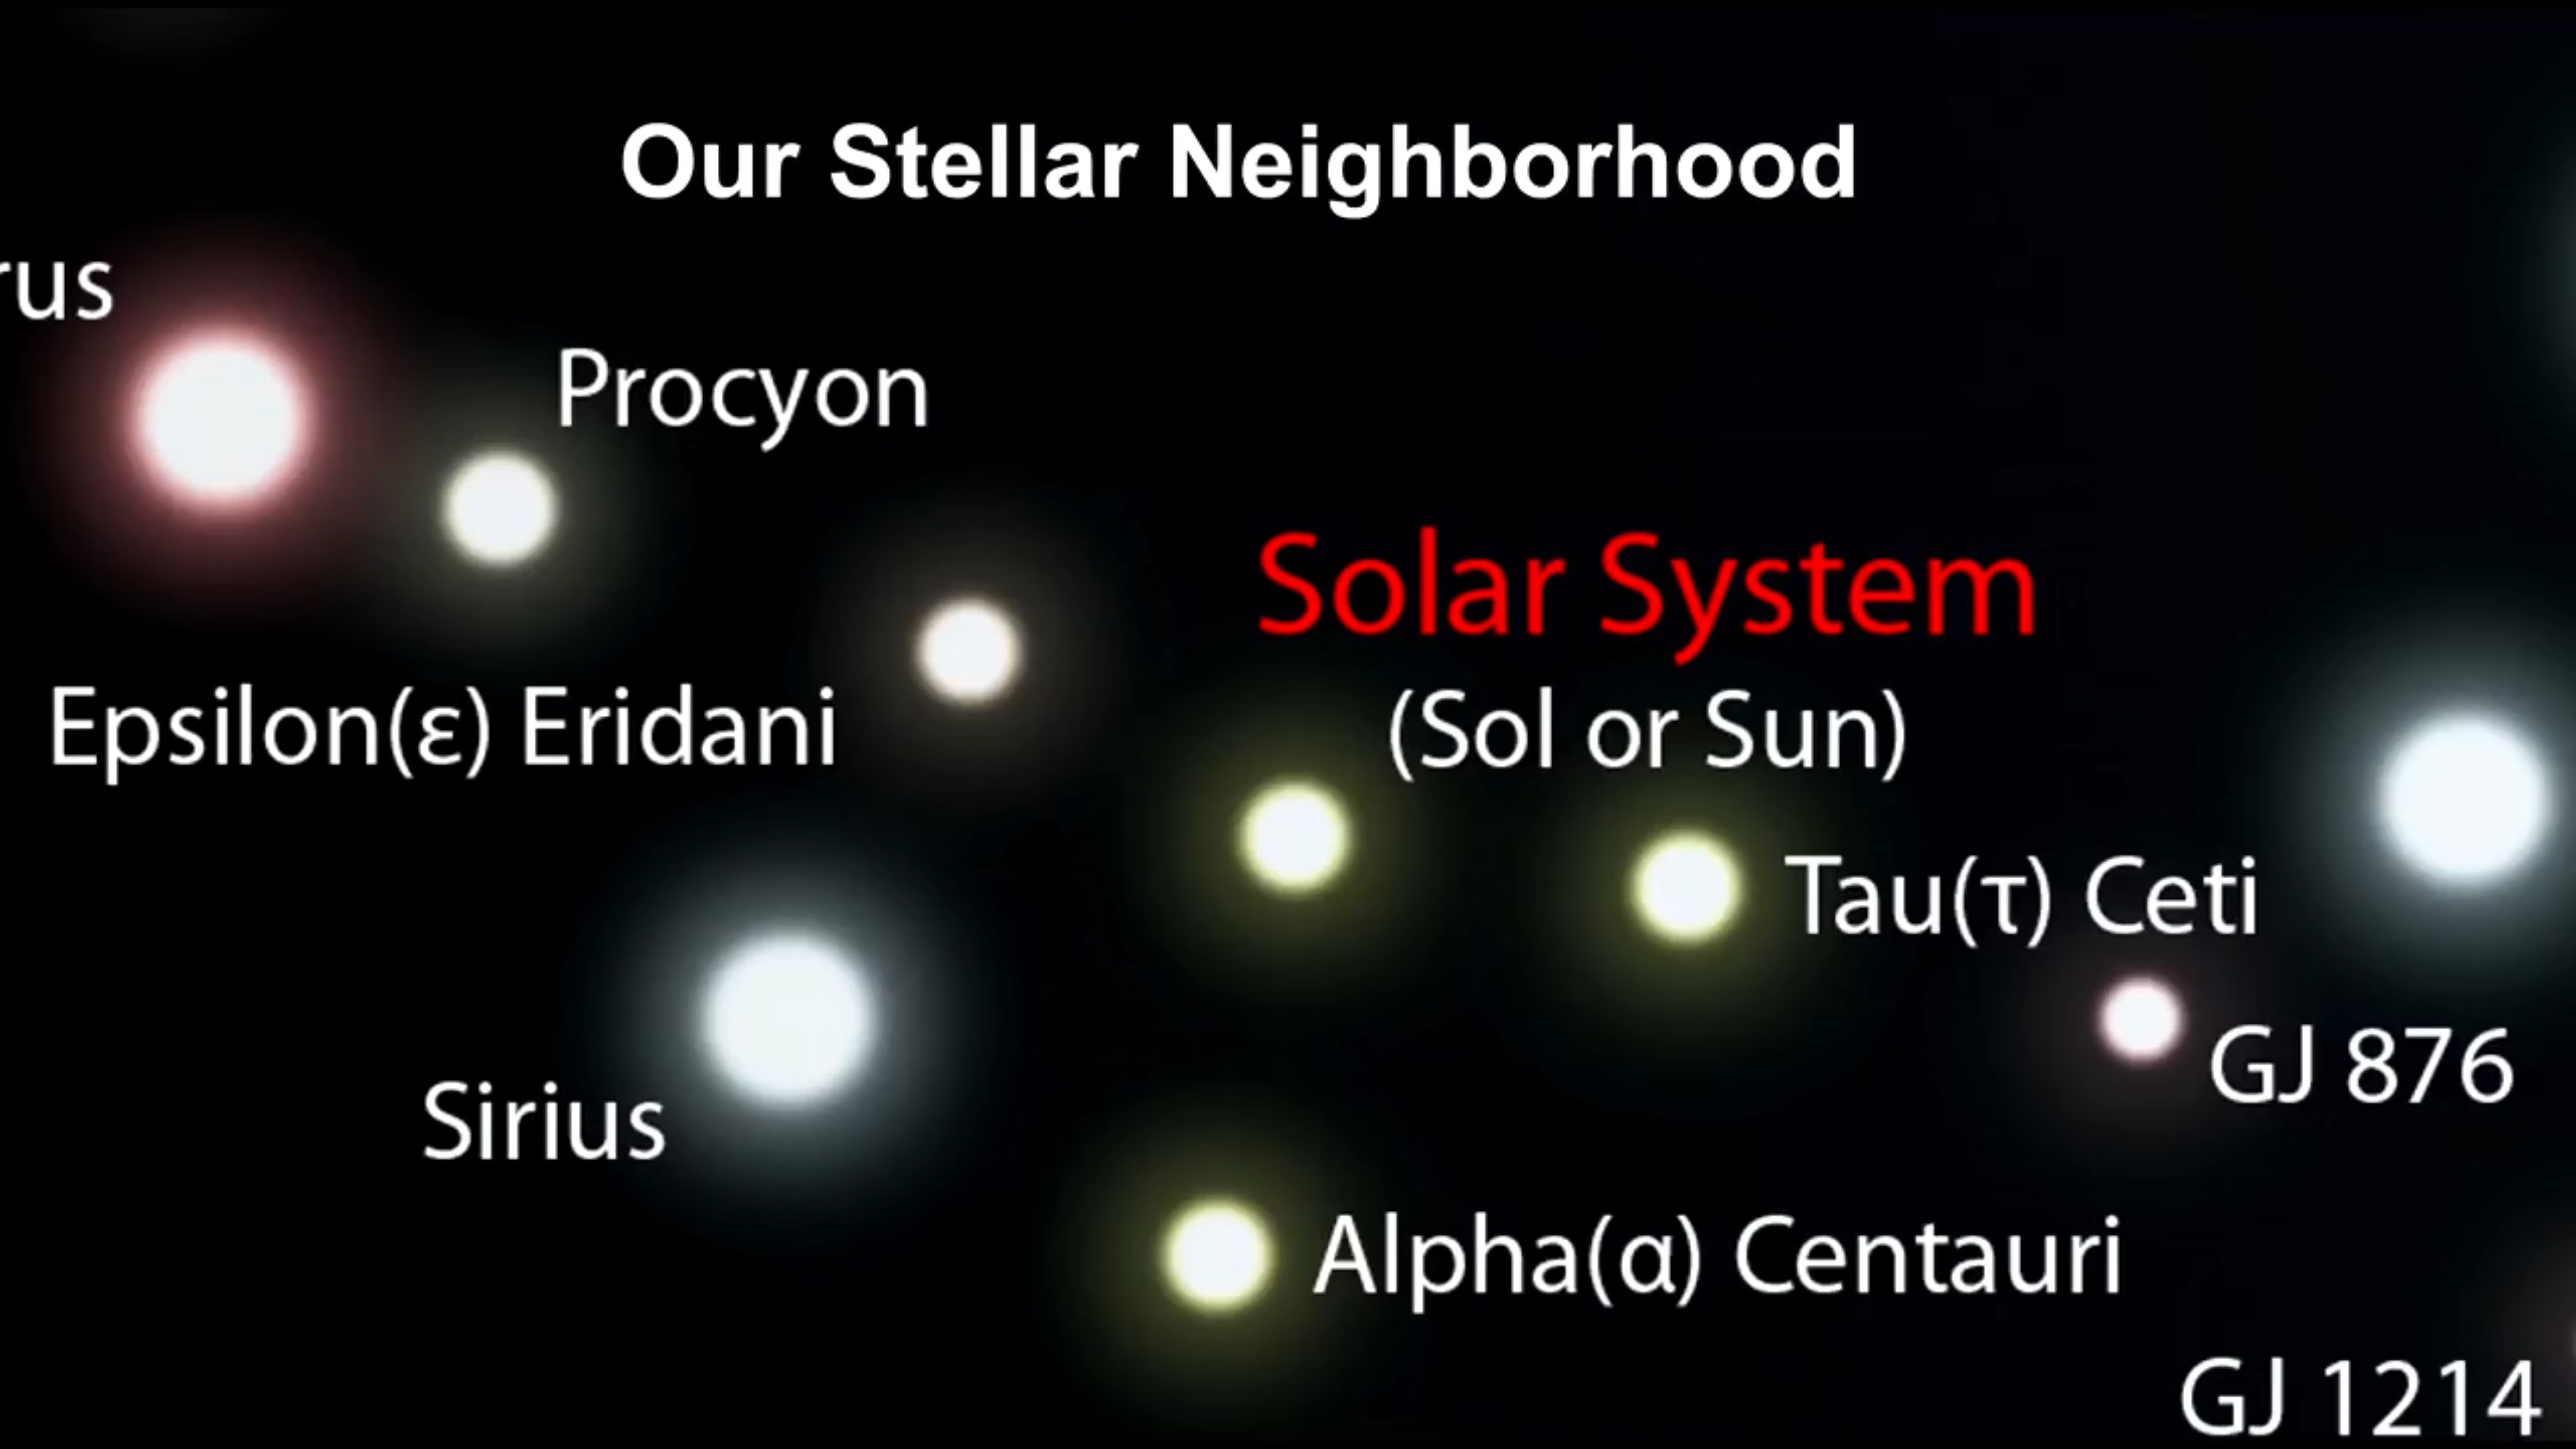 Our Stellar Neighborhood
rus
Procyon
Solar System
Epsilon(ε) Eridani
(Sol or Sun)
Tau(τ) Ceti
GJ 876
Sirius
Alpha(α) Centauri
GJ 1214